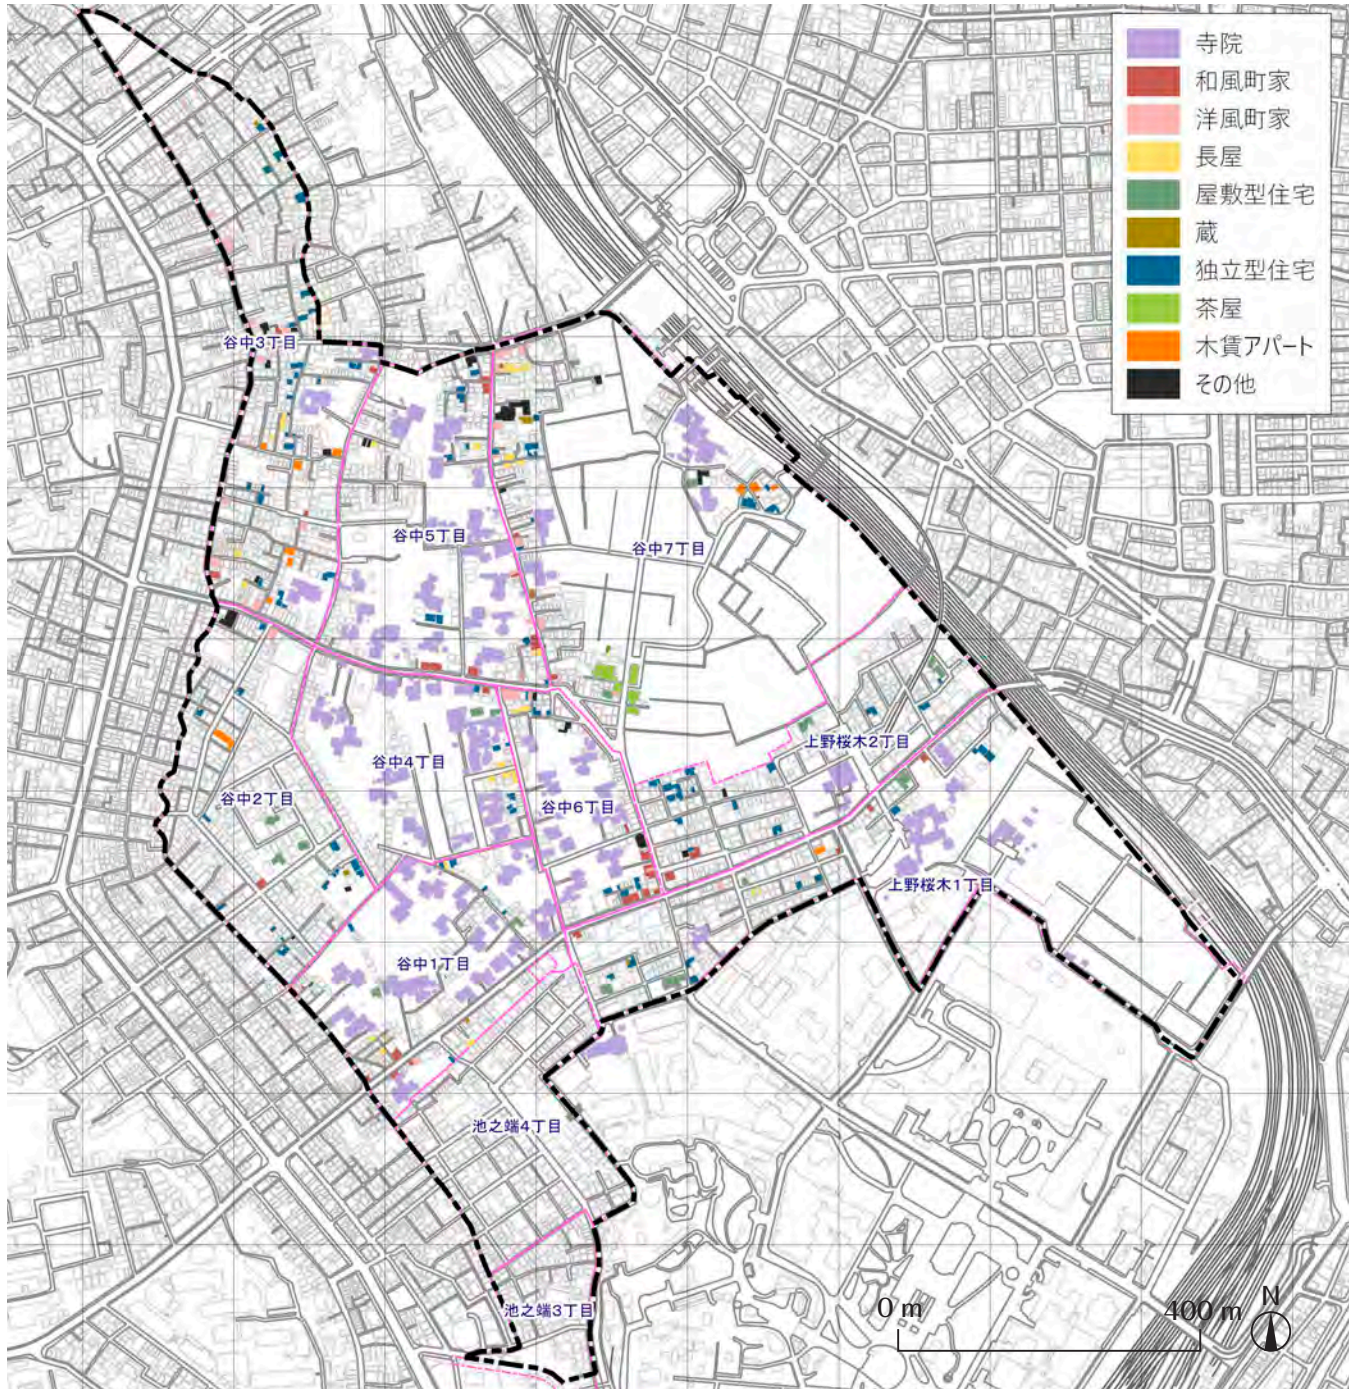 寺院
和風町家
洋風町家
長屋
屋敷型住宅
蔵
独立型住宅
茶屋
木賃アパート
その他
谷中3丁目
谷中5丁目
谷中7丁目
上野桜木2丁目
谷中4丁目
谷中2丁目
谷中6丁目
上野桜木1丁目
谷中1丁目
池之端4丁目
池之端3丁目
0 m
400 m
N